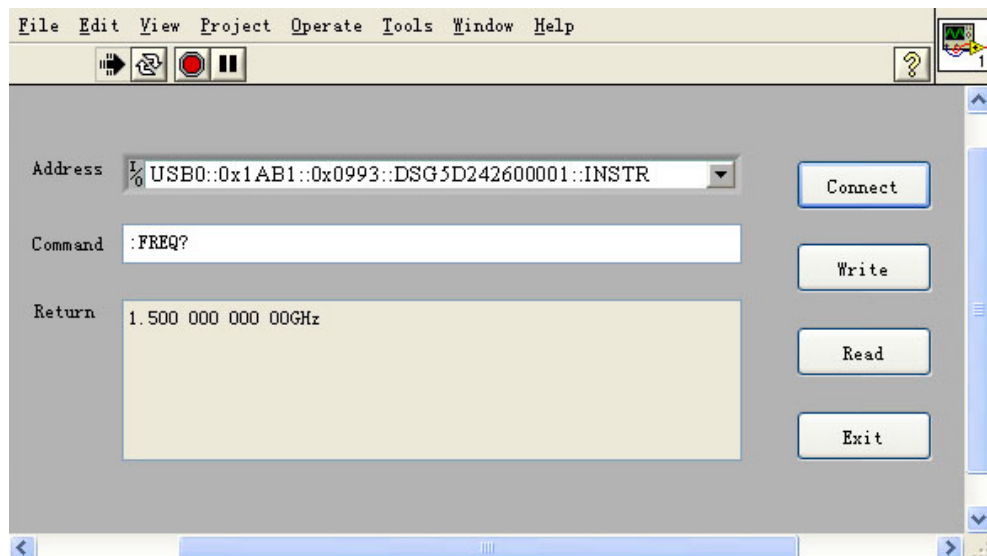 File Edit View Project Operate Tools Window Help
?
1
Address
I/O USB0::0x1AB1::0x0993::DSG5D242600001::INSTR
Connect
Command
:FREQ?
Write
Return
1.500 000 000 00GHz
Read
Exit